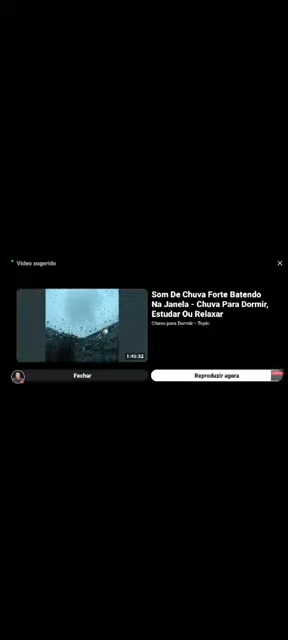 Vídeo sugerido
Som De Chuva Forte Batendo
Na Janela - Chuva Para Dormir,
Estudar Ou Relaxar
Chuva para Dormir - Topic
1:45:32
Fechar
Reproduzir agora